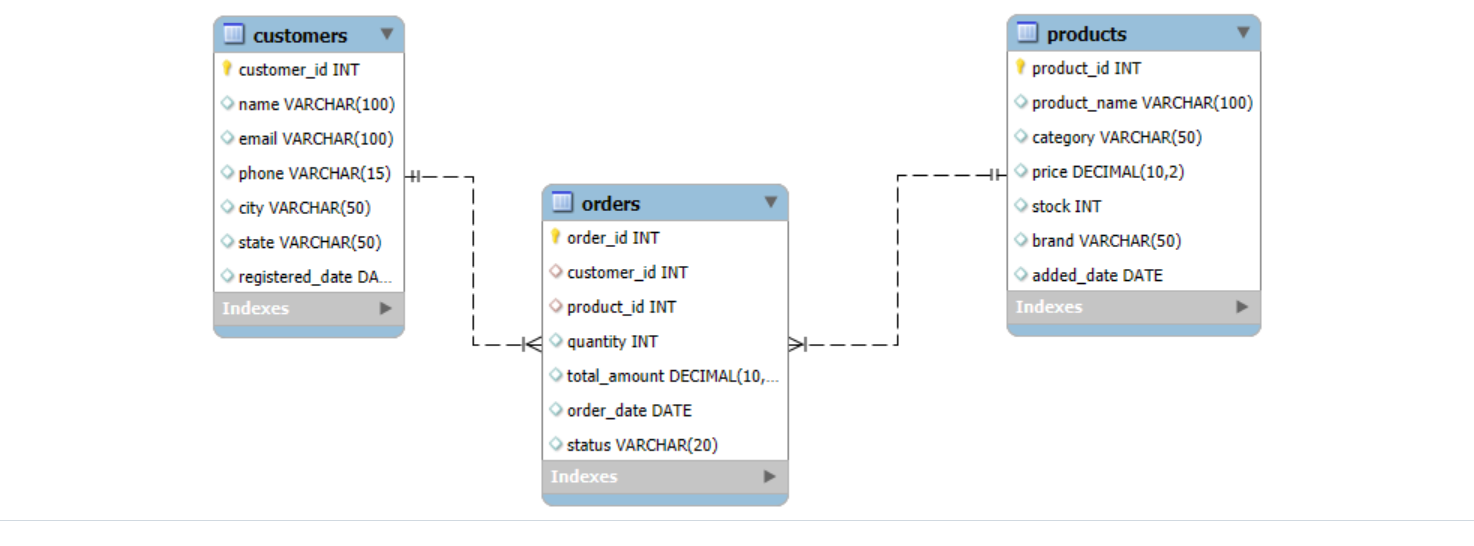 customers
customer_id INT
name VARCHAR(100)
email VARCHAR(100)
phone VARCHAR(15)
city VARCHAR(50)
state VARCHAR(50)
registered_date DA...
Indexes
orders
order_id INT
customer_id INT
product_id INT
quantity INT
total_amount DECIMAL(10,...
order_date DATE
status VARCHAR(20)
Indexes
products
product_id INT
product_name VARCHAR(100)
category VARCHAR(50)
price DECIMAL(10,2)
stock INT
brand VARCHAR(50)
added_date DATE
Indexes